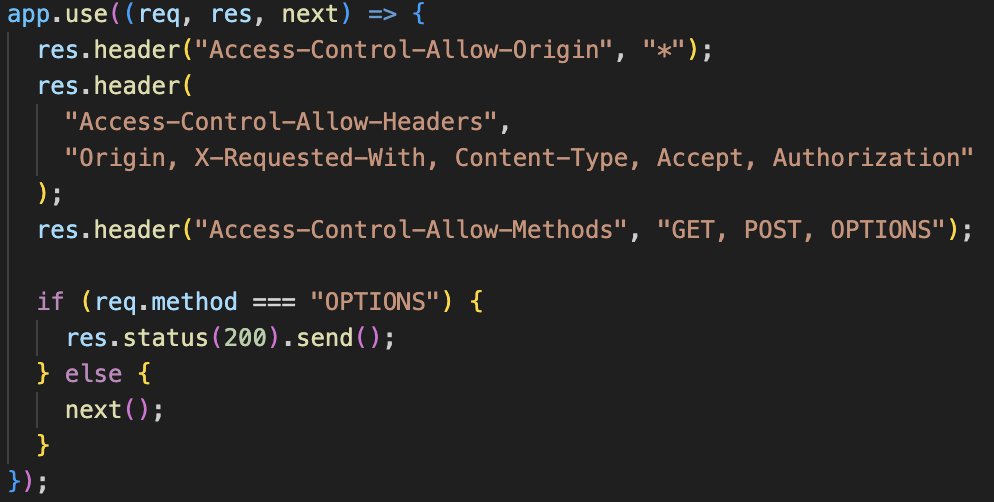 app.use((req, res, next) => {
  res.header("Access-Control-Allow-Origin", "*");
  res.header(
    "Access-Control-Allow-Headers",
    "Origin, X-Requested-With, Content-Type, Accept, Authorization"
  );
  res.header("Access-Control-Allow-Methods", "GET, POST, OPTIONS");

  if (req.method === "OPTIONS") {
    res.status(200).send();
  } else {
    next();
  }
});